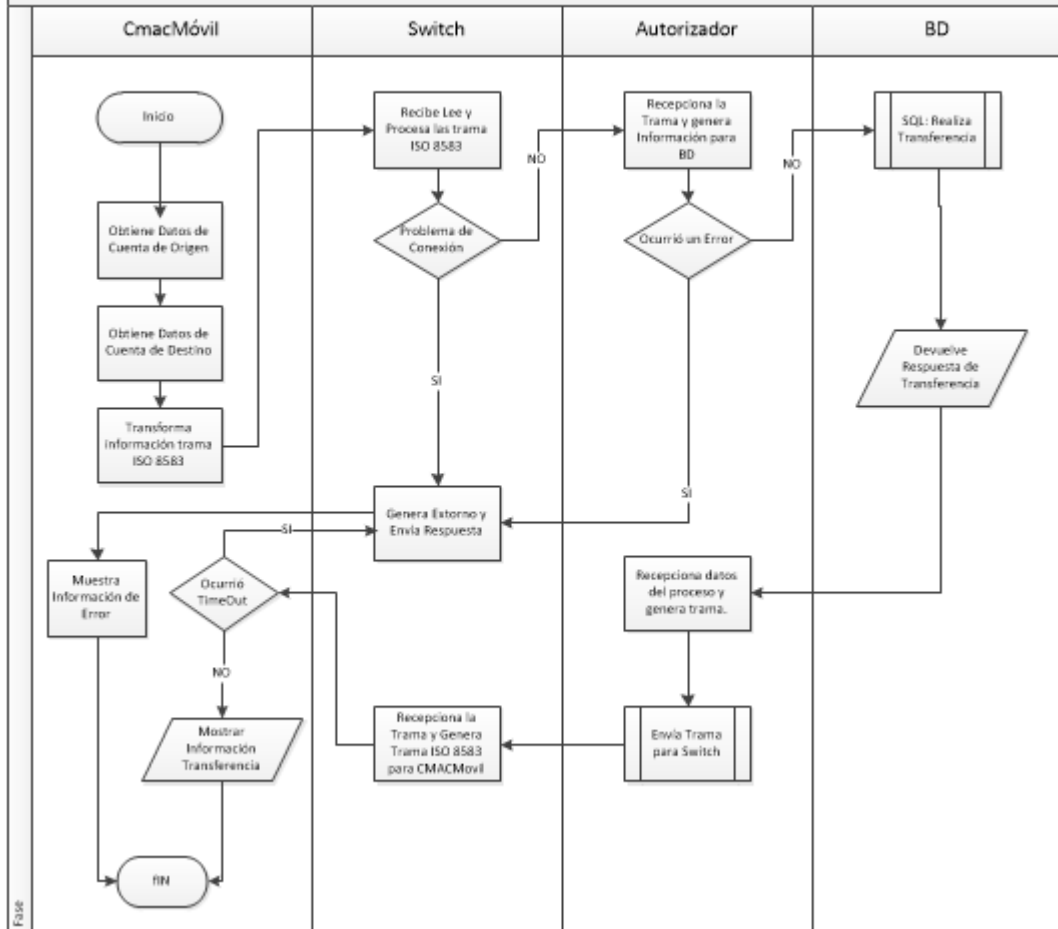 CmacMóvil
Switch
Autorizador
BD
Inicio
Obtiene Datos de
Cuenta de Origen
Obtiene Datos de
Cuenta de Destino
Transforma
información trama
ISO 8583
Recibe Lee y
Procesa las trama
ISO 8583
Problema de
Conexión
NO
SI
Recepciona la
Trama y genera
Información para
BD
Ocurrió un Error
NO
SI
SQL: Realiza
Transferencia
Devuelve
Respuesta de
Transferencia
Genera Extorno y
Envía Respuesta
SI
Muestra
Información de
Error
Ocurrió
TimeOut
NO
Mostrar
Información
Transferencia
Recepciona la
Trama y Genera
Trama ISO 8583
para CMACMovil
Recepciona datos
del proceso y
genera trama.
Envía Trama
para Switch
fIN
Fase